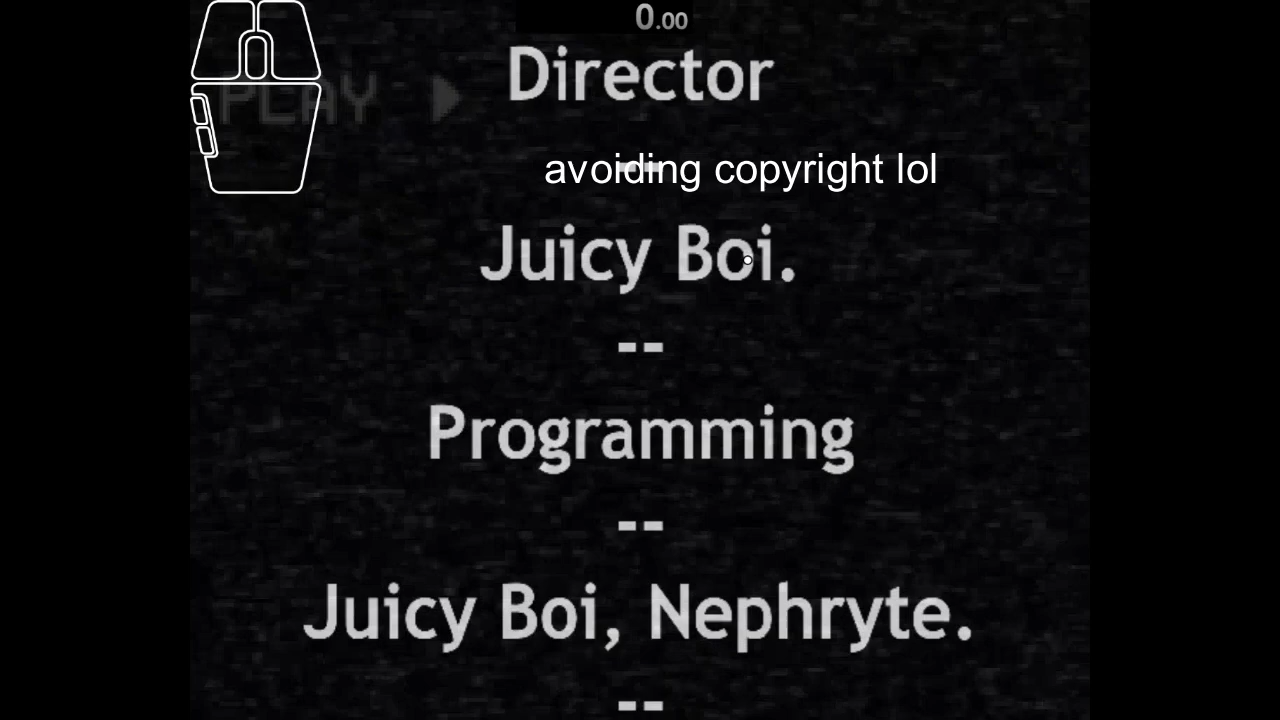 0.00
Director
PLAY
--
avoiding copyright lol
Juicy Boi.
--
Programming
--
Juicy Boi, Nephryte.
--